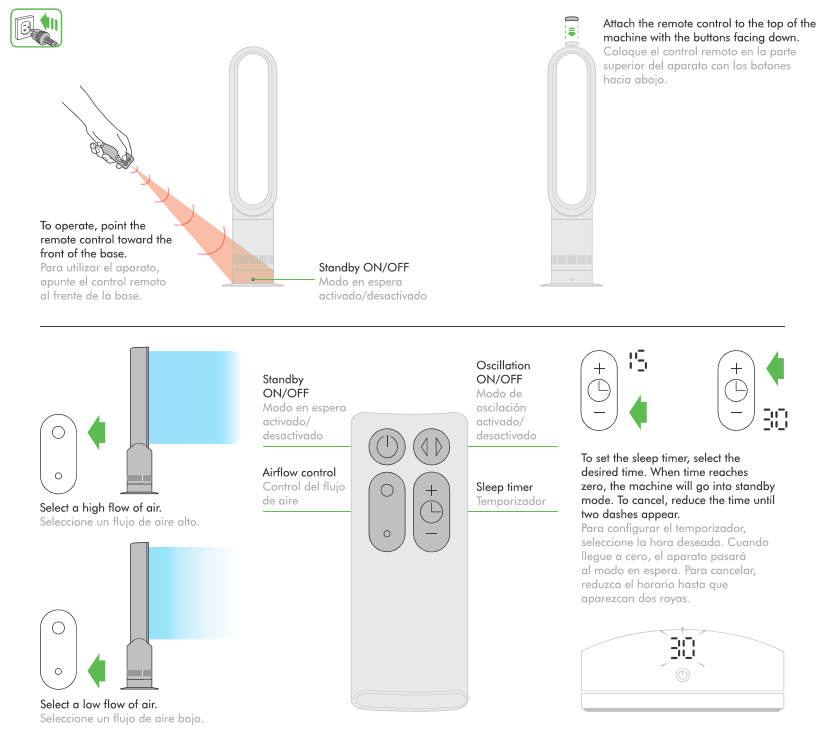 Attach the remote control to the top of the
machine with the buttons facing down.
Coloque el control remoto en la parte
superior del aparato con los botones
hacia abajo.
To operate, point the
remote control toward the
front of the base.
Para utilizar el aparato,
apunte el control remoto
al frente de la base.
Standby ON/OFF
Modo en espera
activado/desactivado
Select a high flow of air.
Seleccione un flujo de aire alto.
Select a low flow of air.
Seleccione un flujo de aire bajo.
Standby
ON/OFF
Modo en espera
activado/
desactivado
Airflow control
Control del flujo
de aire
Oscillation
ON/OFF
Modo de
oscilación
activado/
desactivado
Sleep timer
Temporizador
15
30
To set the sleep timer, select the
desired time. When time reaches
zero, the machine will go into standby
mode. To cancel, reduce the time until
two dashes appear.
Para configurar el temporizador,
seleccione la hora deseada. Cuando
llegue a cero, el aparato pasará
al modo en espera. Para cancelar,
reduzca el horario hasta que
aparezcan dos rayas.
30